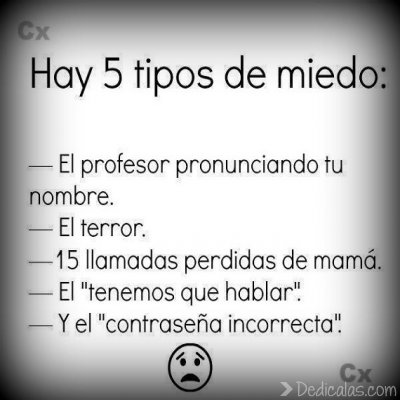 Cx
Hay 5 tipos de miedo:
— El profesor pronunciando tu
nombre.
— El terror.
—15 llamadas perdidas de mamá.
— El "tenemos que hablar".
— Y el "contraseña incorrecta".
Cx
Dedicalas.com